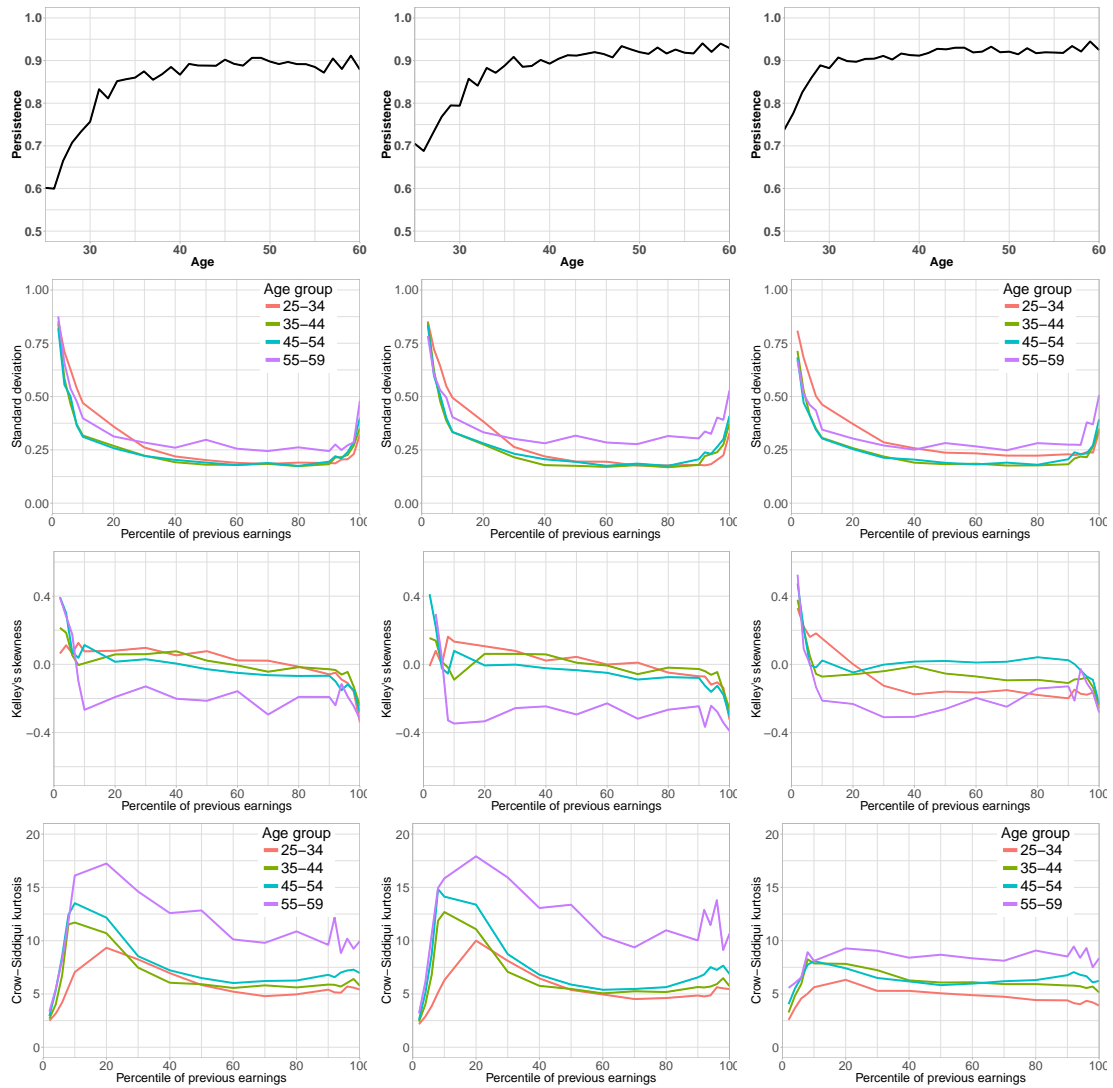 1.0
0.9
0.8
0.7
0.6
0.5
Persistence
30 40 50 60
Age
1.0
0.9
0.8
0.7
0.6
0.5
Persistence
30 40 50 60
Age
1.0
0.9
0.8
0.7
0.6
0.5
Persistence
30 40 50 60
Age
1.00
0.75
0.50
0.25
0.00
Standard deviation
Age group
25−34
35−44
45−54
55−59
0 20 40 60 80 100
Percentile of previous earnings
1.00
0.75
0.50
0.25
0.00
Standard deviation
0 20 40 60 80 100
Percentile of previous earnings
1.00
0.75
0.50
0.25
0.00
Standard deviation
Age group
25−34
35−44
45−54
55−59
0 20 40 60 80 100
Percentile of previous earnings
0.4
0.0
−0.4
Kelley's skewness
0 20 40 60 80 100
Percentile of previous earnings
0.4
0.0
−0.4
Kelley's skewness
0 20 40 60 80 100
Percentile of previous earnings
0.4
0.0
−0.4
Kelley's skewness
0 20 40 60 80 100
Percentile of previous earnings
20
15
10
5
0
Crow−Siddiqui kurtosis
Age group
25−34
35−44
45−54
55−59
0 20 40 60 80 100
Percentile of previous earnings
20
15
10
5
0
Crow−Siddiqui kurtosis
0 20 40 60 80 100
Percentile of previous earnings
20
15
10
5
0
Crow−Siddiqui kurtosis
Age group
25−34
35−44
45−54
55−59
0 20 40 60 80 100
Percentile of previous earnings